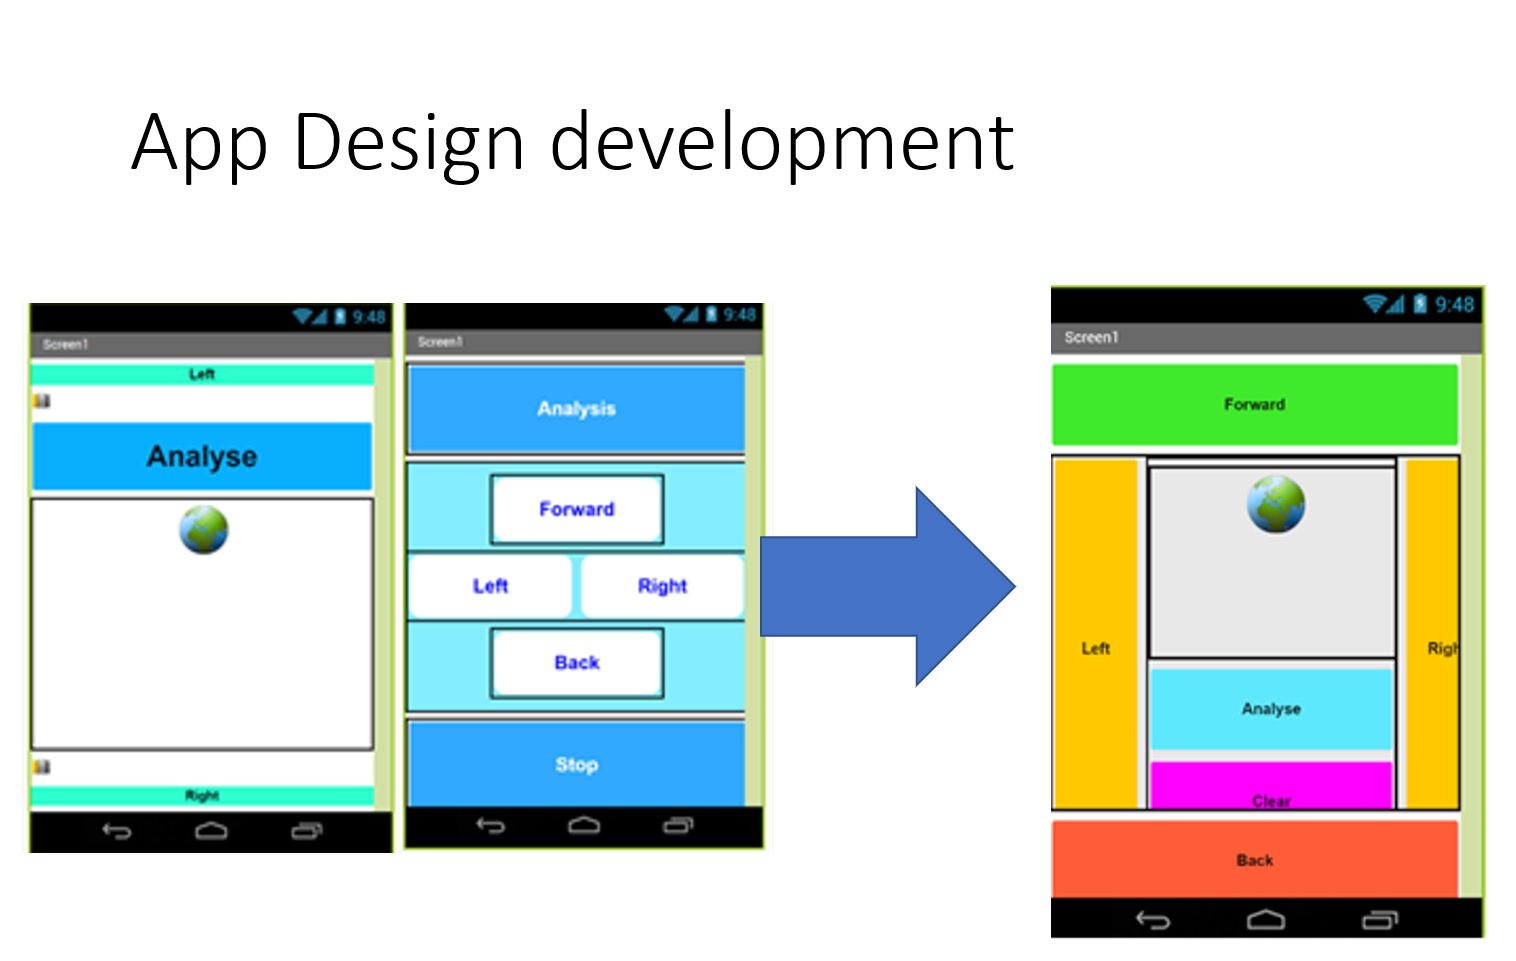 App Design development
9:48
Screen1
Left
Analyse
Right
9:48
Screen1
Analysis
Forward
Left Right
Back
Stop
9:48
Screen1
Forward
Left
Righ
Analyse
Clear
Back